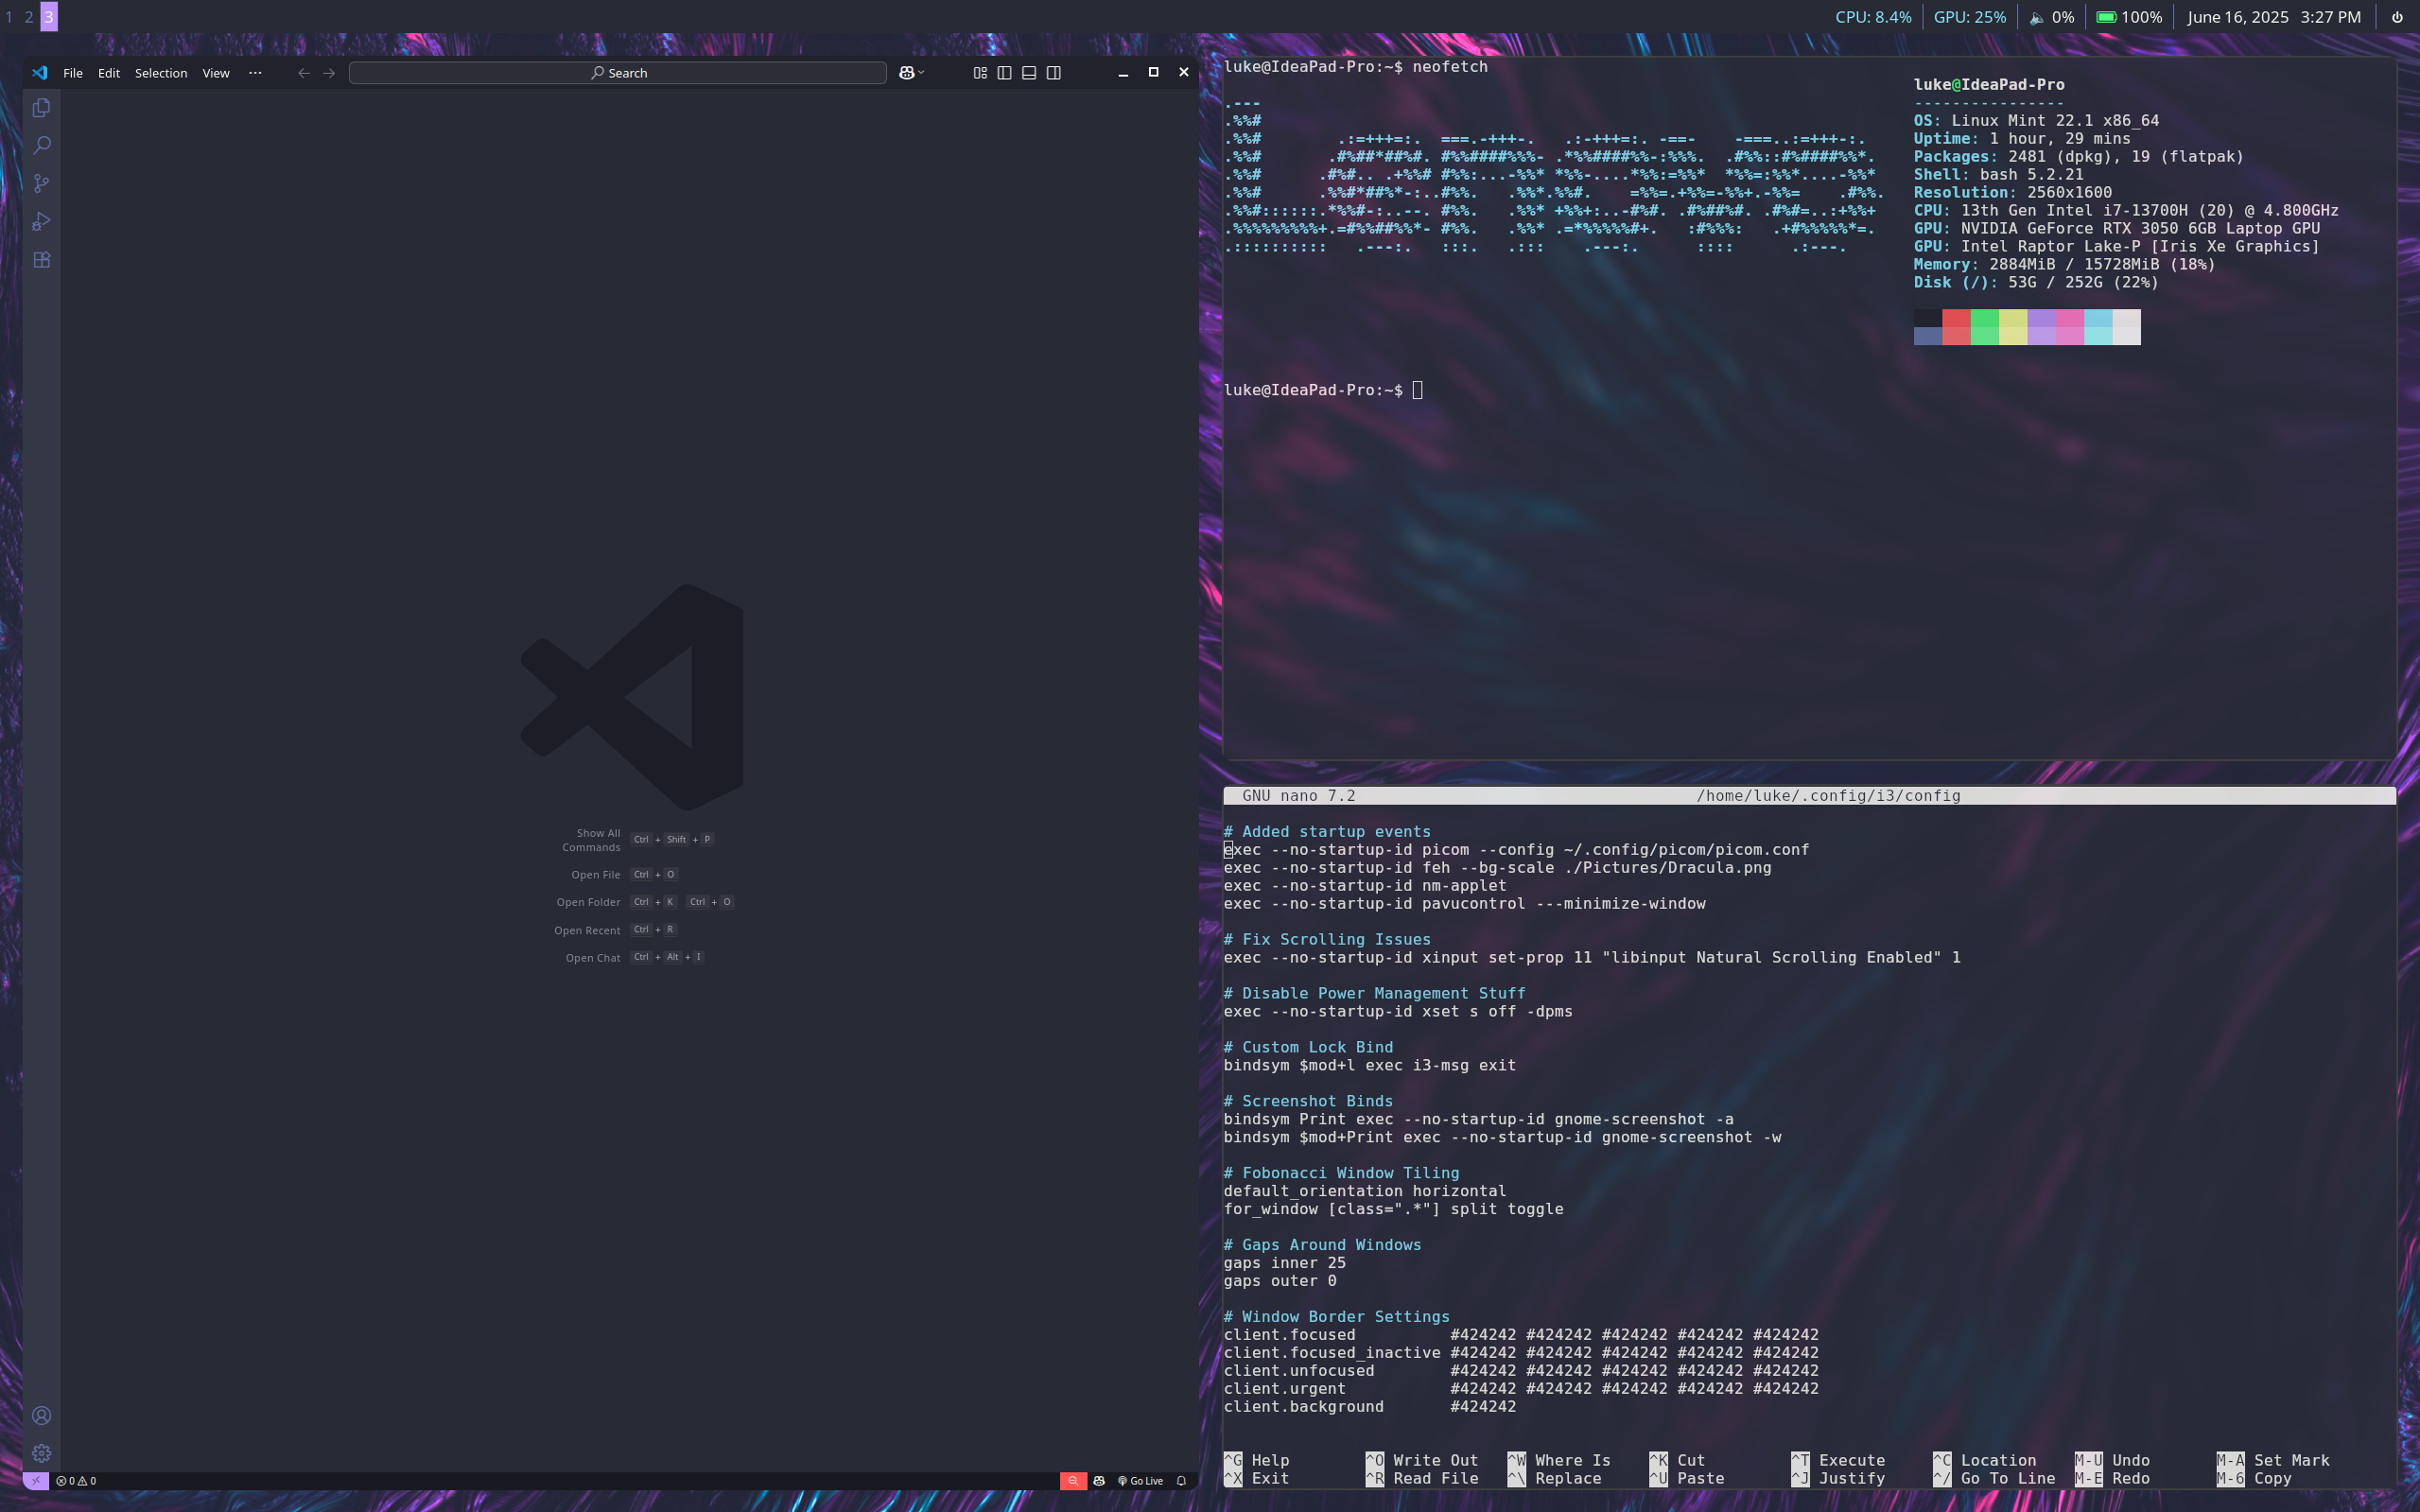 1 2 3
CPU: 8.4% GPU: 25% 0% 100% June 16, 2025 3:27 PM
File Edit Selection View ··· Search
Show All Commands Ctrl + Shift + P
Open File Ctrl + O
Open Folder Ctrl + K Ctrl + O
Open Recent Ctrl + R
Open Chat Ctrl + Alt + I
0 0 Go Live
luke@IdeaPad-Pro:~$ neofetch
Lenovo
luke@IdeaPad-Pro
----------------
OS: Linux Mint 22.1 x86_64
Uptime: 1 hour, 29 mins
Packages: 2481 (dpkg), 19 (flatpak)
Shell: bash 5.2.21
Resolution: 2560x1600
CPU: 13th Gen Intel i7-13700H (20) @ 4.800GHz
GPU: NVIDIA GeForce RTX 3050 6GB Laptop GPU
GPU: Intel Raptor Lake-P [Iris Xe Graphics]
Memory: 2884MiB / 15728MiB (18%)
Disk (/): 53G / 252G (22%)
luke@IdeaPad-Pro:~$
GNU nano 7.2 /home/luke/.config/i3/config
# Added startup events
exec --no-startup-id picom --config ~/.config/picom/picom.conf
exec --no-startup-id feh --bg-scale ./Pictures/Dracula.png
exec --no-startup-id nm-applet
exec --no-startup-id pavucontrol ---minimize-window
# Fix Scrolling Issues
exec --no-startup-id xinput set-prop 11 "libinput Natural Scrolling Enabled" 1
# Disable Power Management Stuff
exec --no-startup-id xset s off -dpms
# Custom Lock Bind
bindsym $mod+l exec i3-msg exit
# Screenshot Binds
bindsym Print exec --no-startup-id gnome-screenshot -a
bindsym $mod+Print exec --no-startup-id gnome-screenshot -w
# Fobonacci Window Tiling
default_orientation horizontal
for_window [class=".*"] split toggle
# Gaps Around Windows
gaps inner 25
gaps outer 0
# Window Border Settings
client.focused #424242 #424242 #424242 #424242 #424242
client.focused_inactive #424242 #424242 #424242 #424242 #424242
client.unfocused #424242 #424242 #424242 #424242 #424242
client.urgent #424242 #424242 #424242 #424242 #424242
client.background #424242
^G Help ^O Write Out ^W Where Is ^K Cut ^T Execute ^C Location M-U Undo M-A Set Mark
^X Exit ^R Read File ^\ Replace ^U Paste ^J Justify ^/ Go To Line M-E Redo M-6 Copy